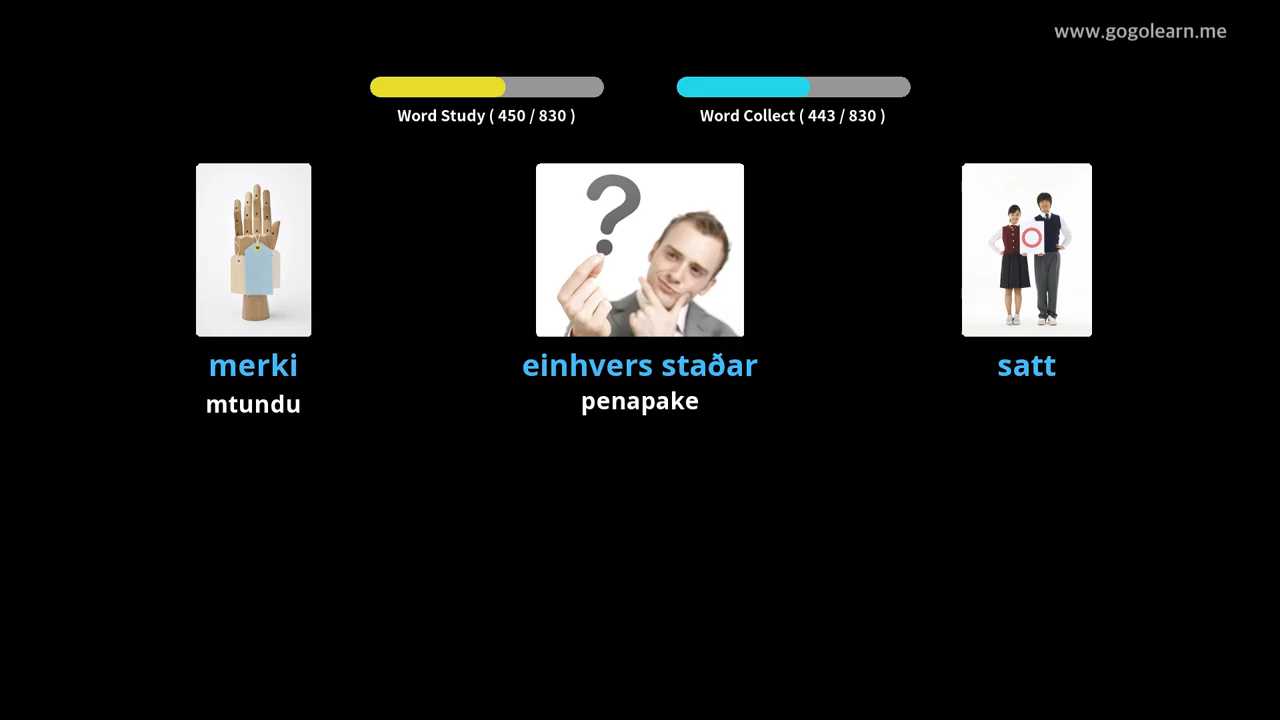 www.gogolearn.me
Word Study ( 450 / 830 )
Word Collect ( 443 / 830 )
merki
mtundu
einhvers staðar
penapake
satt